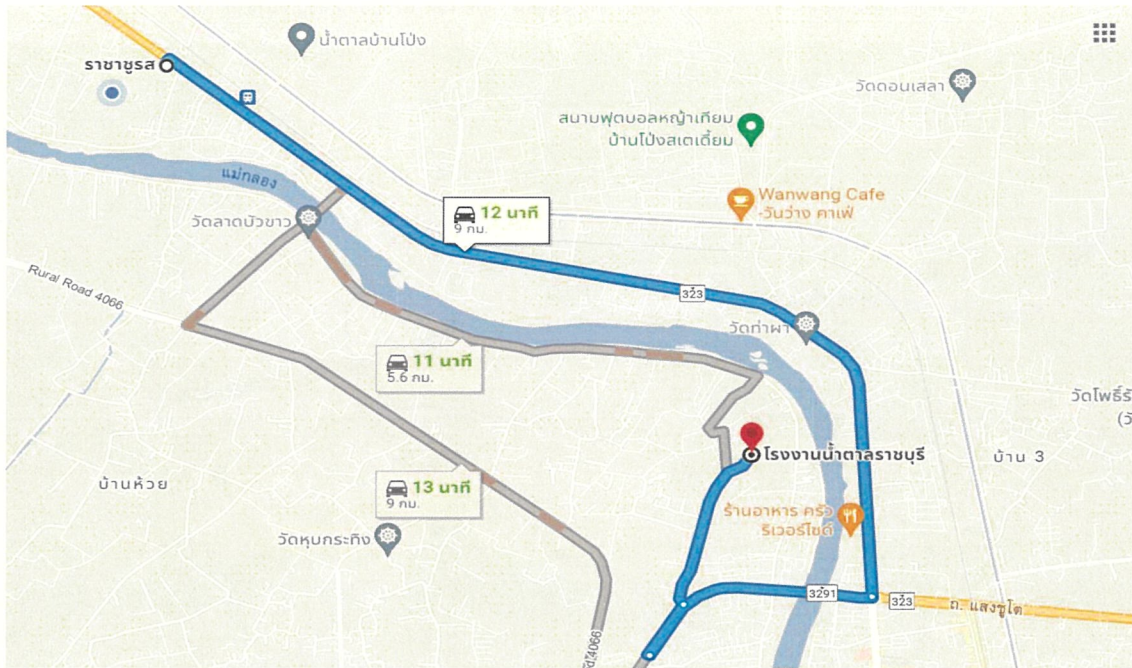 น้ำตาลบ้านโป่ง
ราชาชูรส
วัดดอนเสลา
สนามฟุตบอลหญ้าเทียม
บ้านโป่งสเตเดี้ยม
แม่กลอง
Wanwang Cafe
-วันว่าง คาเฟ่
12 นาที
9 กม.
วัดลาดบัวขาว
Rural Road 4066
323
วัดท่าผา
11 นาที
5.6 กม.
วัดโพธิ์รั
(วั
โรงงานน้ำตาลราชบุรี
บ้าน 3
13 นาที
9 กม.
บ้านห้วย
ร้านอาหาร ครัว
ริเวอร์ไซด์
วัดหุบกระทิง
3291
323
ถ. แสงชูโต
4066